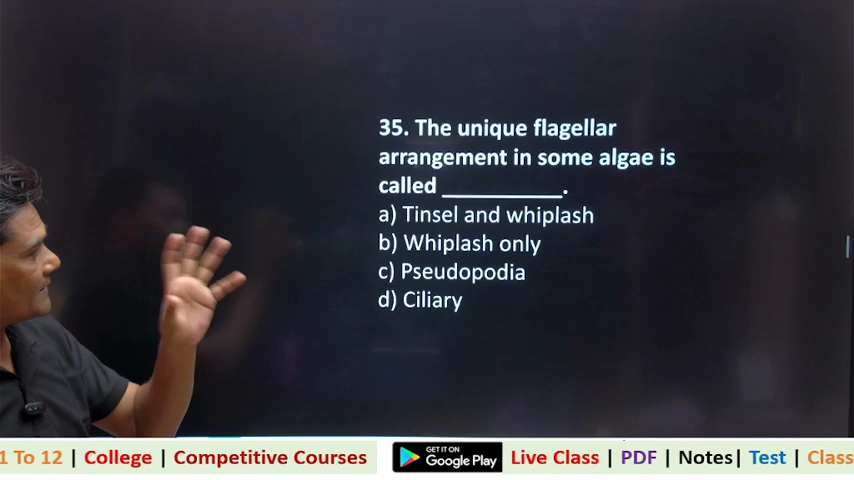 35. The unique flagellar
arrangement in some algae is
called __________.
a) Tinsel and whiplash
b) Whiplash only
c) Pseudopodia
d) Ciliary
1 To 12 | College | Competitive Courses
GET IT ON
Google Play
Live Class | PDF | Notes| Test | Class